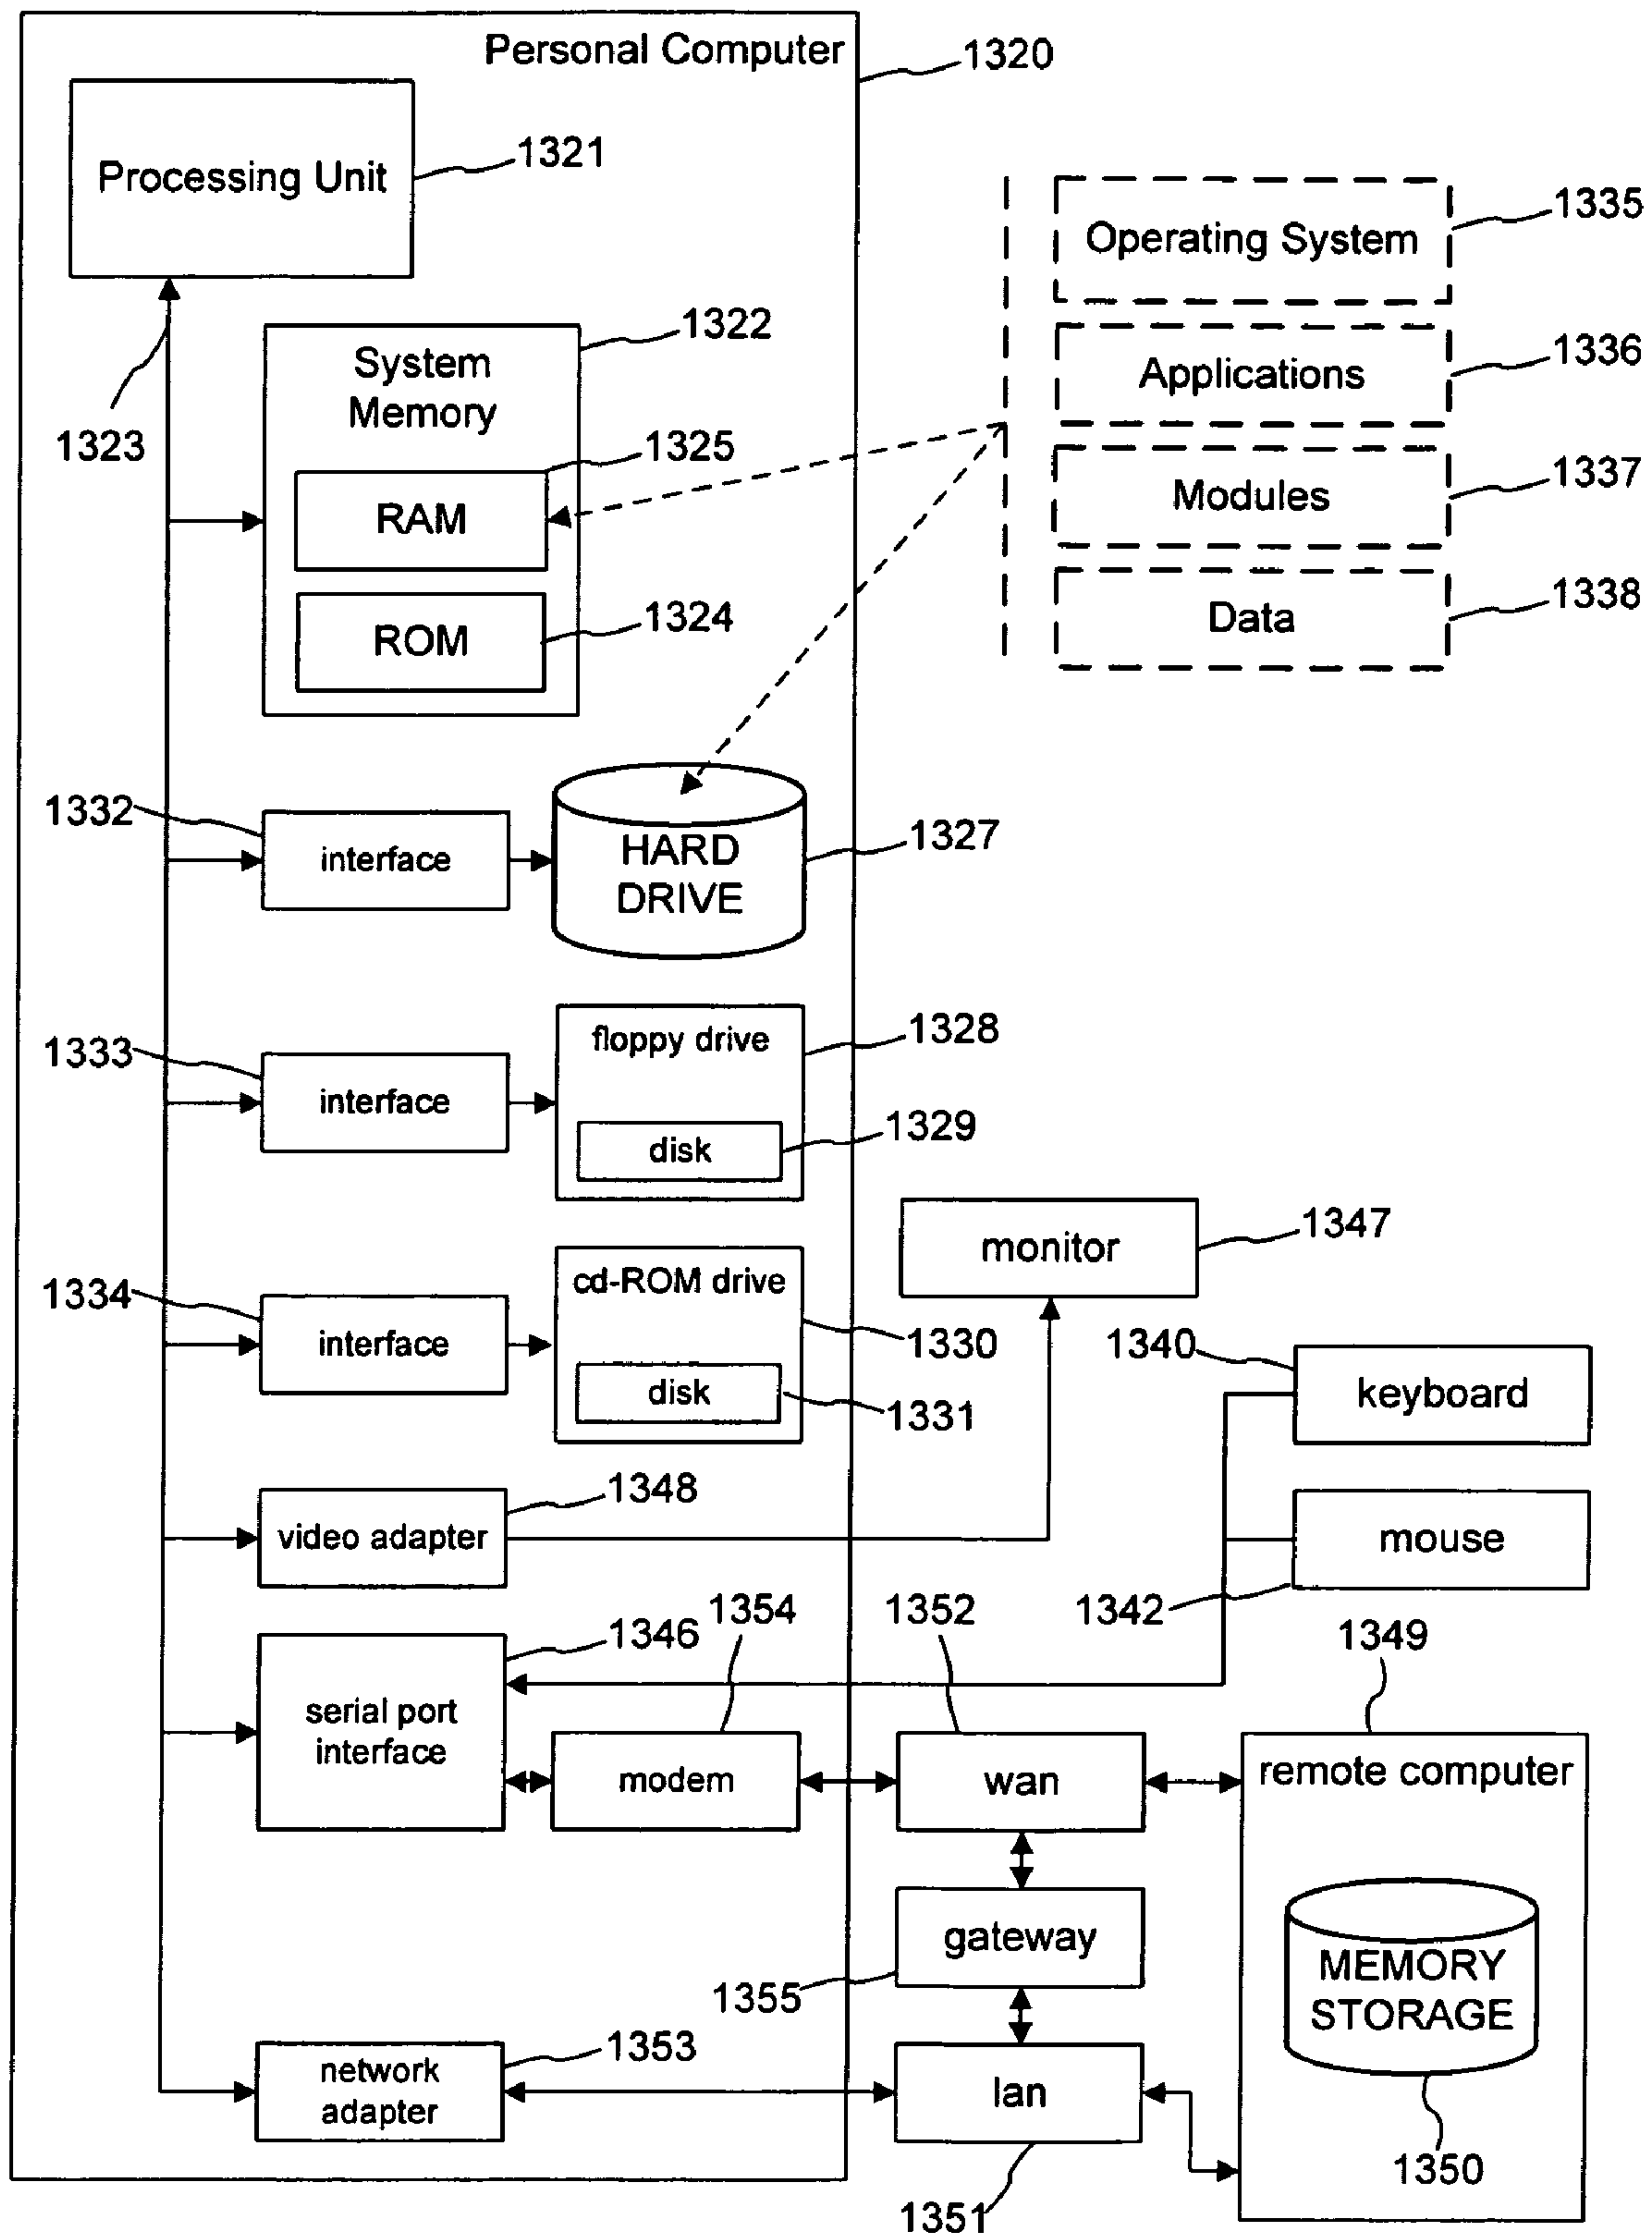 Personal Computer
1320
Processing Unit
1321
Operating System
1335
1323
System
Memory
1322
Applications
1336
RAM
1325
Modules
1337
ROM
1324
Data
1338
1332
interface
HARD
DRIVE
1327
1333
interface
floppy drive
1328
disk
1329
monitor
1347
1334
interface
cd-ROM drive
1330
disk
1331
1340
keyboard
video adapter
1348
mouse
1342
serial port
interface
1346
1354
modem
1352
wan
1349
remote computer
gateway
1355
MEMORY
STORAGE
1350
network
adapter
1353
lan
1351